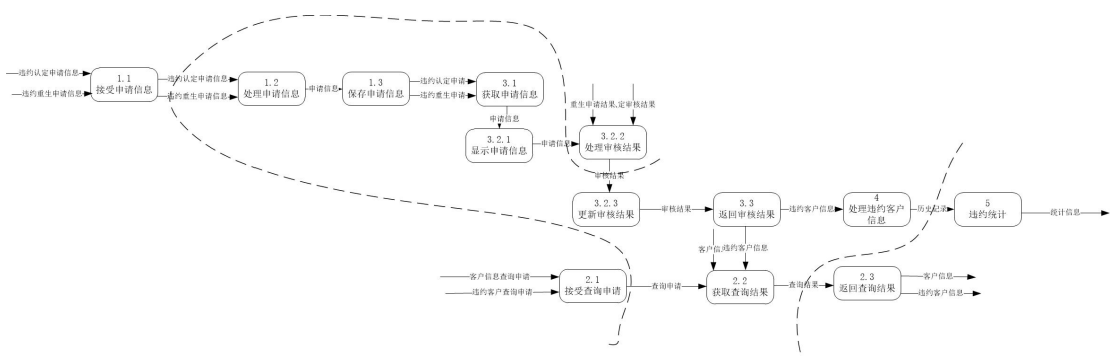 违约认定申请信息
违约重生申请信息
1.1
接受申请信息
违约认定申请信息
违约重生申请信息
1.2
处理申请信息
申请信息
1.3
保存申请信息
违约认定申请
违约重生申请
3.1
获取申请信息
申请信息
3.2.1
显示申请信息
申请信息
重生申请结果,定审核结果
3.2.2
处理审核结果
审核结果
3.2.3
更新审核结果
审核结果
3.3
返回审核结果
违约客户信息
4
处理违约客户
信息
历史记录
5
违约统计
统计信息
客户信
违约客户信息
客户信息查询申请
违约客户查询申请
2.1
接受查询申请
查询申请
2.2
获取查询结果
查询结果
2.3
返回查询结果
客户信息
违约客户信息